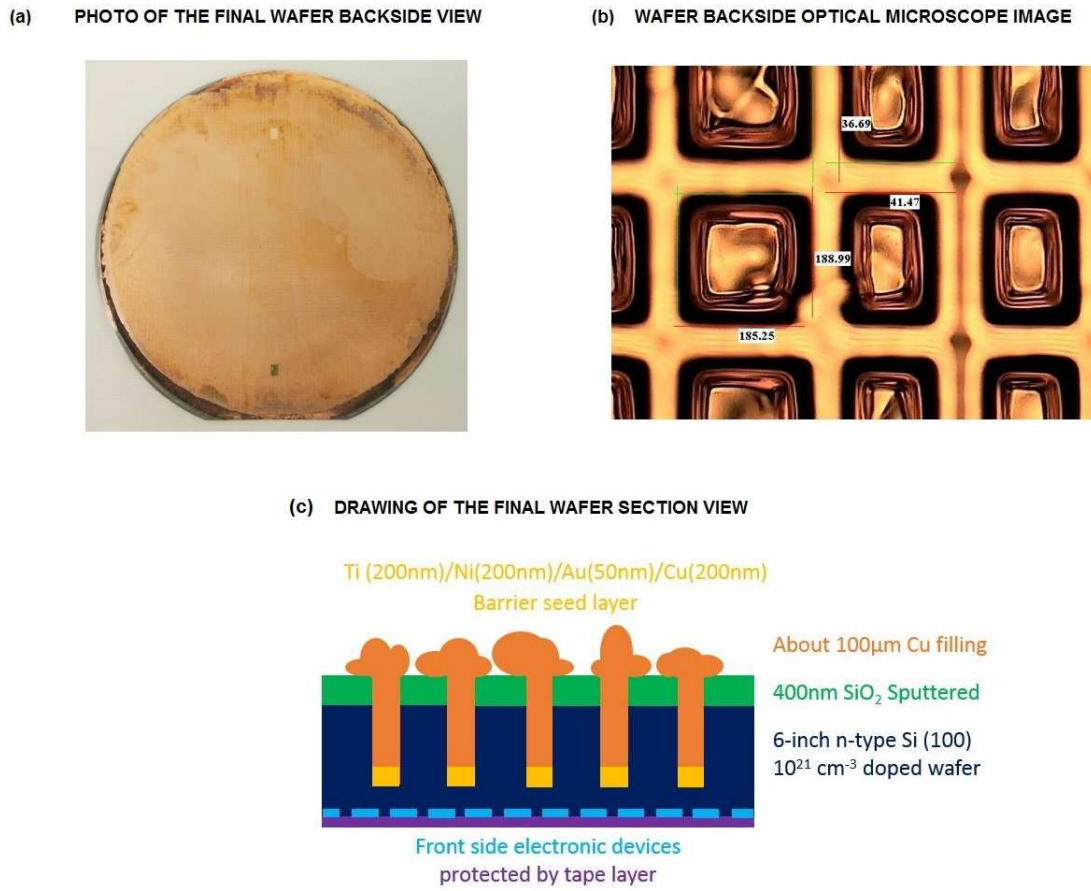 (a) PHOTO OF THE FINAL WAFER BACKSIDE VIEW
(b) WAFER BACKSIDE OPTICAL MICROSCOPE IMAGE
36.69
41.47
188.99
185.25
(c) DRAWING OF THE FINAL WAFER SECTION VIEW
Ti (200nm)/Ni(200nm)/Au(50nm)/Cu(200nm)
Barrier seed layer
About 100µm Cu filling
400nm SiO₂ Sputtered
6-inch n-type Si (100)
10²¹ cm⁻³ doped wafer
Front side electronic devices
protected by tape layer